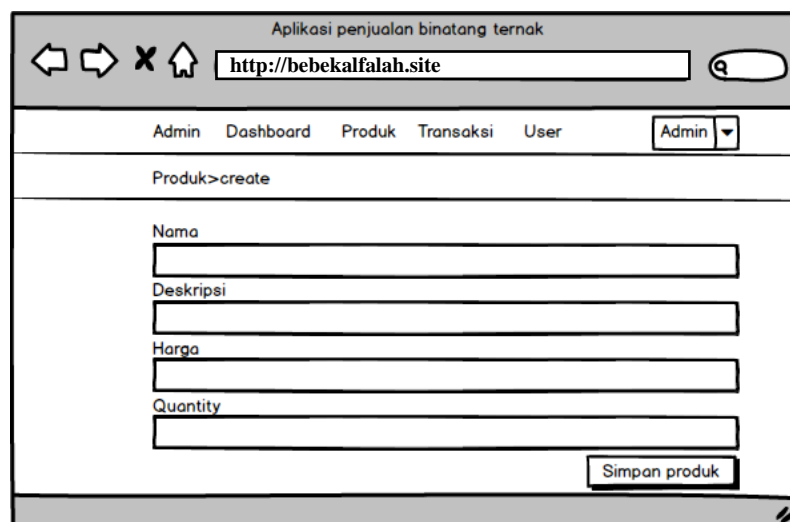 Aplikasi penjualan binatang ternak
http://bebekalfalah.site
Admin Dashboard Produk Transaksi User Admin
Produk>create
Nama
Deskripsi
Harga
Quantity
Simpan produk